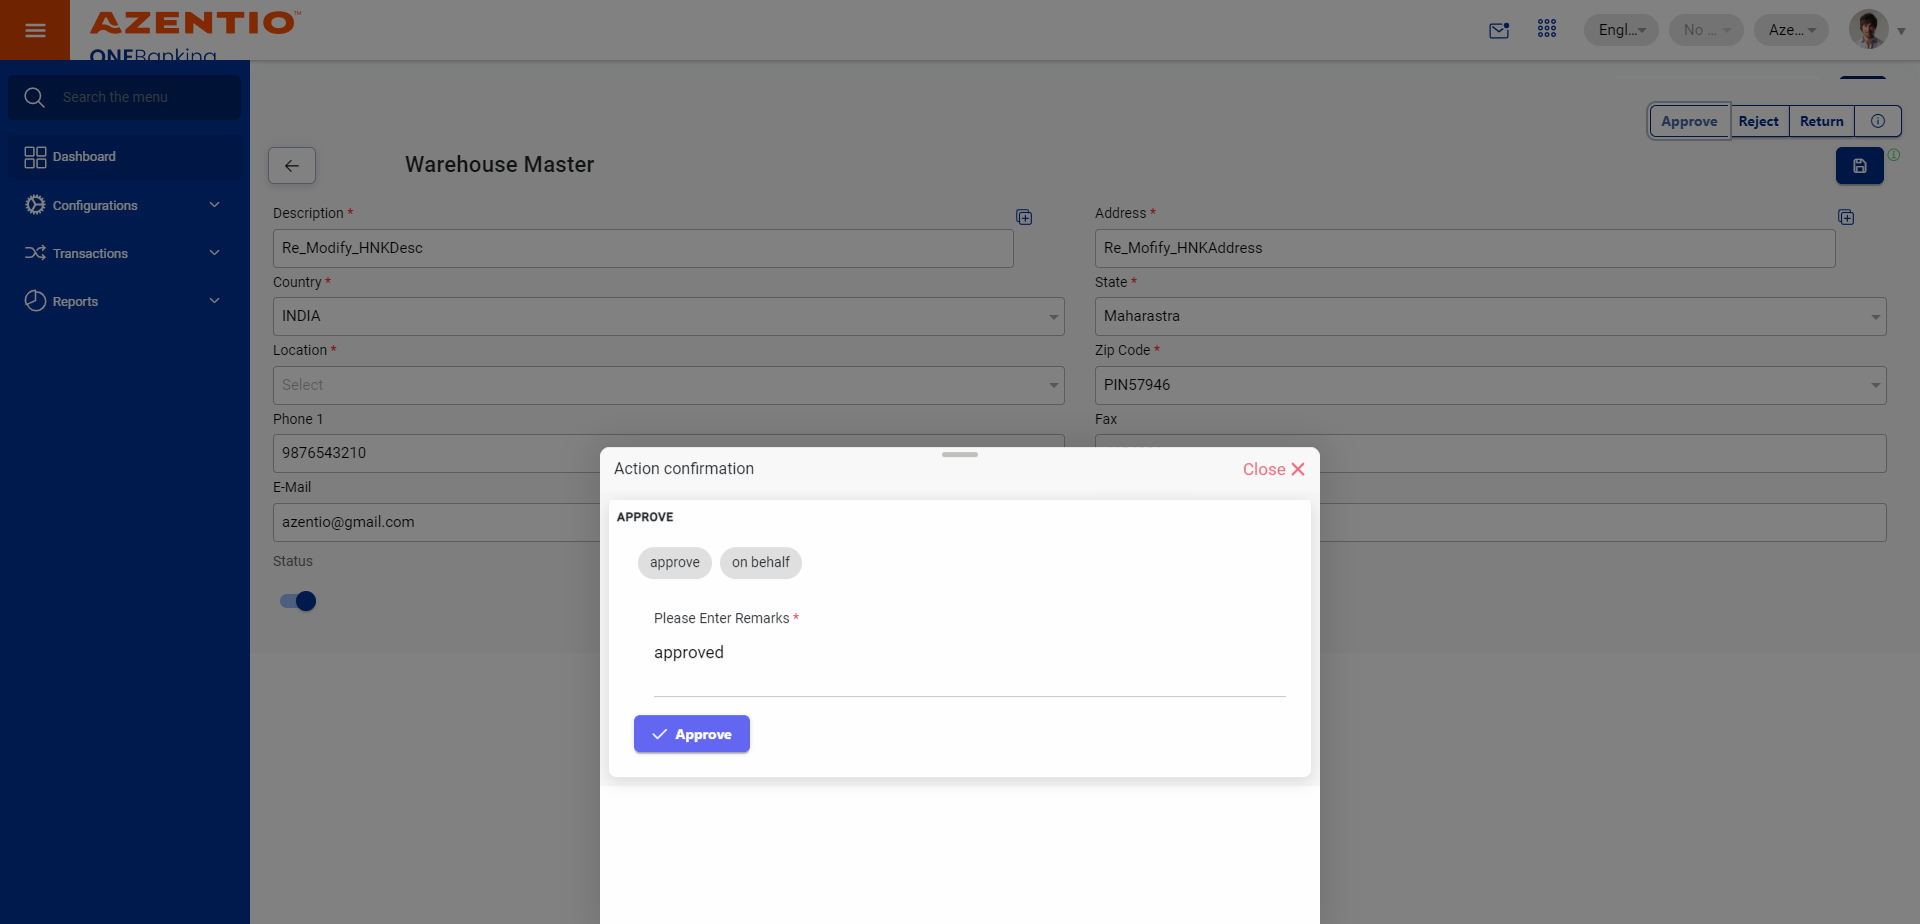 AZENTIO™
ONEBanking
Engl...
No ...
Aze...
Search the menu
Dashboard
Configurations
Transactions
Reports
Approve
Reject
Return
Warehouse Master
Description *
Address *
Re_Modify_HNKDesc
Re_Mofify_HNKAddress
Country *
State *
INDIA
Maharastra
Location *
Zip Code *
Select
PIN57946
Phone 1
Fax
9876543210
E-Mail
azentio@gmail.com
Status
Action confirmation
Close
APPROVE
approve
on behalf
Please Enter Remarks *
approved
Approve